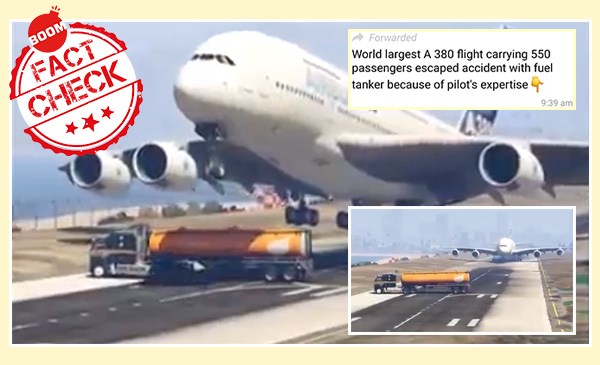 BOOM
FACT
CHECK
Forwarded
World largest A 380 flight carrying 550
passengers escaped accident with fuel
tanker because of pilot's expertise👇
9:39 am